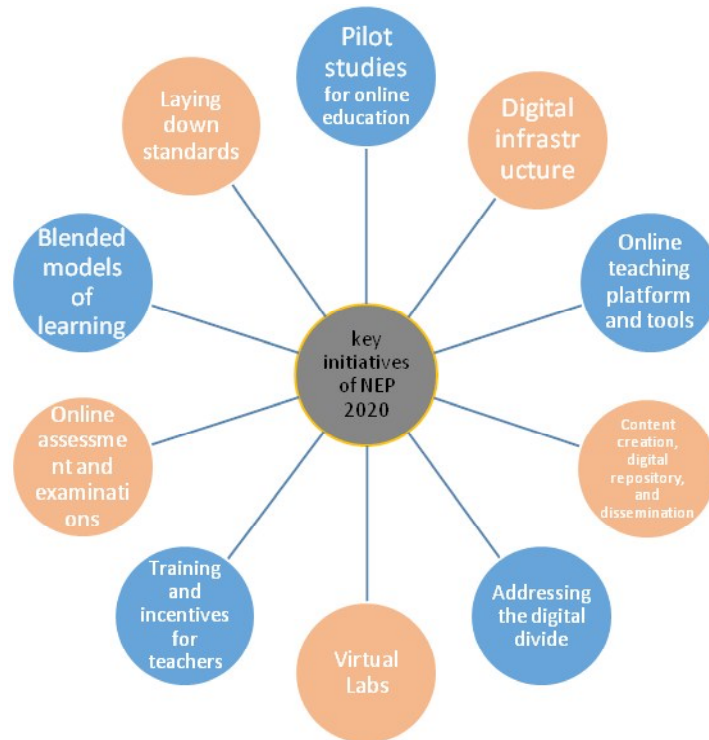 Pilot
studies
for online
education
Digital
infrastr
ucture
Online
teaching
platform
and tools
Content
creation,
digital
repository,
and
dissemination
Addressing
the digital
divide
Virtual
Labs
Training
and
incentives
for
teachers
Online
assessme
nt and
examinati
ons
Blended
models
of
learning
Laying
down
standards
key
initiatives
of NEP
2020